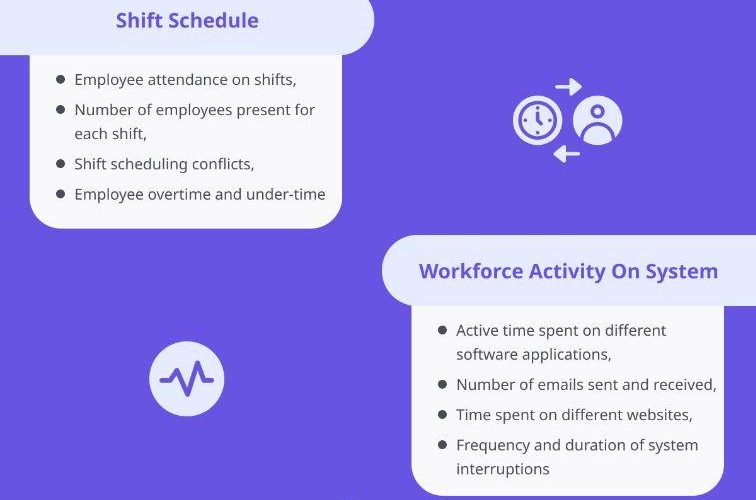 Shift Schedule
Employee attendance on shifts,
Number of employees present for
each shift,
Shift scheduling conflicts,
Employee overtime and under-time
Workforce Activity On System
Active time spent on different
software applications,
Number of emails sent and received,
Time spent on different websites,
Frequency and duration of system
interruptions